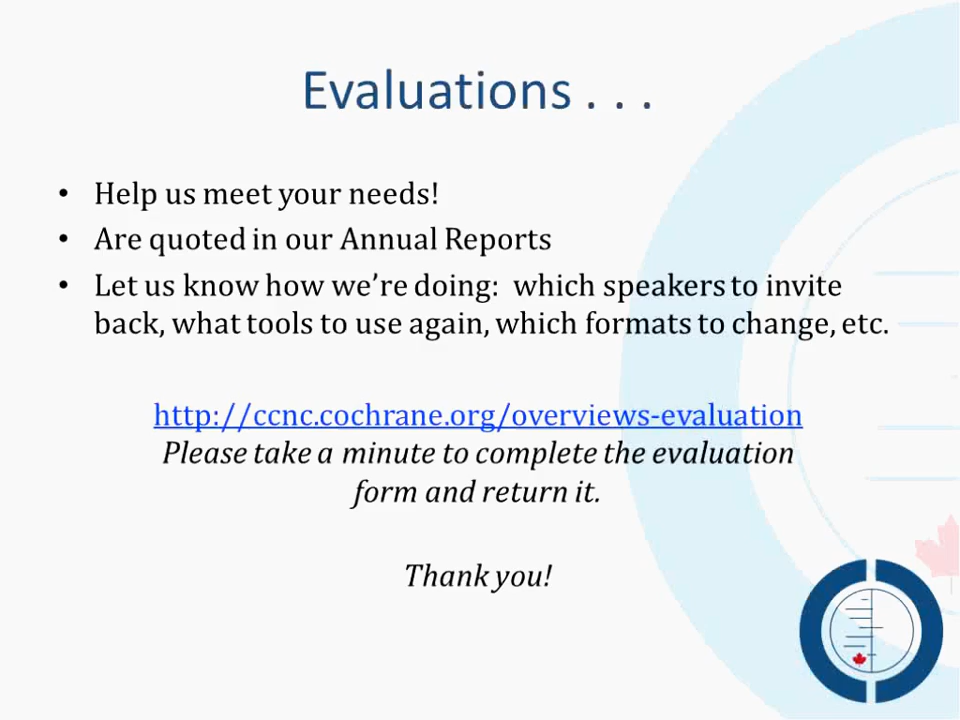 Evaluations . . .
• Help us meet your needs!
• Are quoted in our Annual Reports
• Let us know how we’re doing:  which speakers to invite
back, what tools to use again, which formats to change, etc.
http://ccnc.cochrane.org/overviews-evaluation
Please take a minute to complete the evaluation
form and return it.
Thank you!